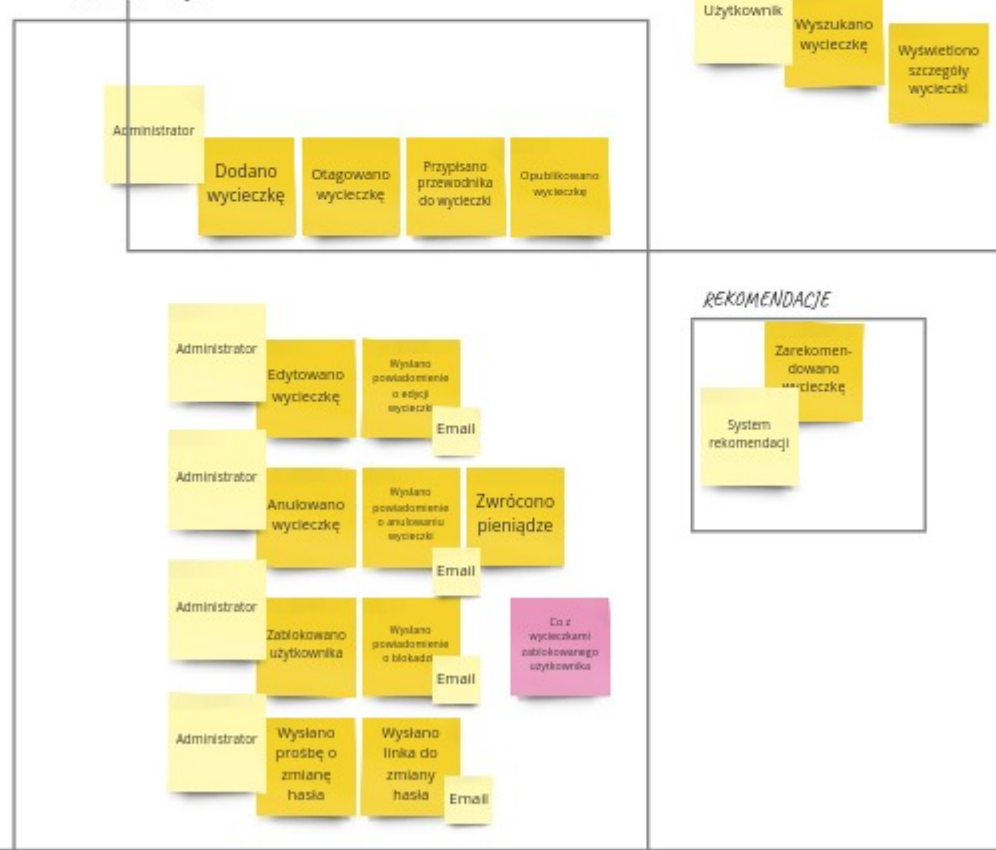 Użytkownik
Wyszukano
wycieczkę
Wyświetlono
szczegóły
wycieczki
Administrator
Dodano
wycieczkę
Otagowano
wycieczkę
Przypisano
przewodnika
do wycieczki
Opublikowano
wycieczkę
REKOMENDACJE
Zarekomen-
dowano
wycieczkę
System
rekomendacji
Administrator
Edytowano
wycieczkę
Wysłano
powiadomienie
o edycji
wycieczki
Email
Administrator
Anulowano
wycieczkę
Wysłano
powiadomienie
o anulowaniu
wycieczki
Email
Zwrócono
pieniądze
Administrator
Zablokowano
użytkownika
Wysłano
powiadomienie
o blokadzie
Email
Co z
wycieczkami
zablokowanego
użytkownika
Administrator
Wysłano
prośbę o
zmianę
hasła
Wysłano
linka do
zmiany
hasła
Email